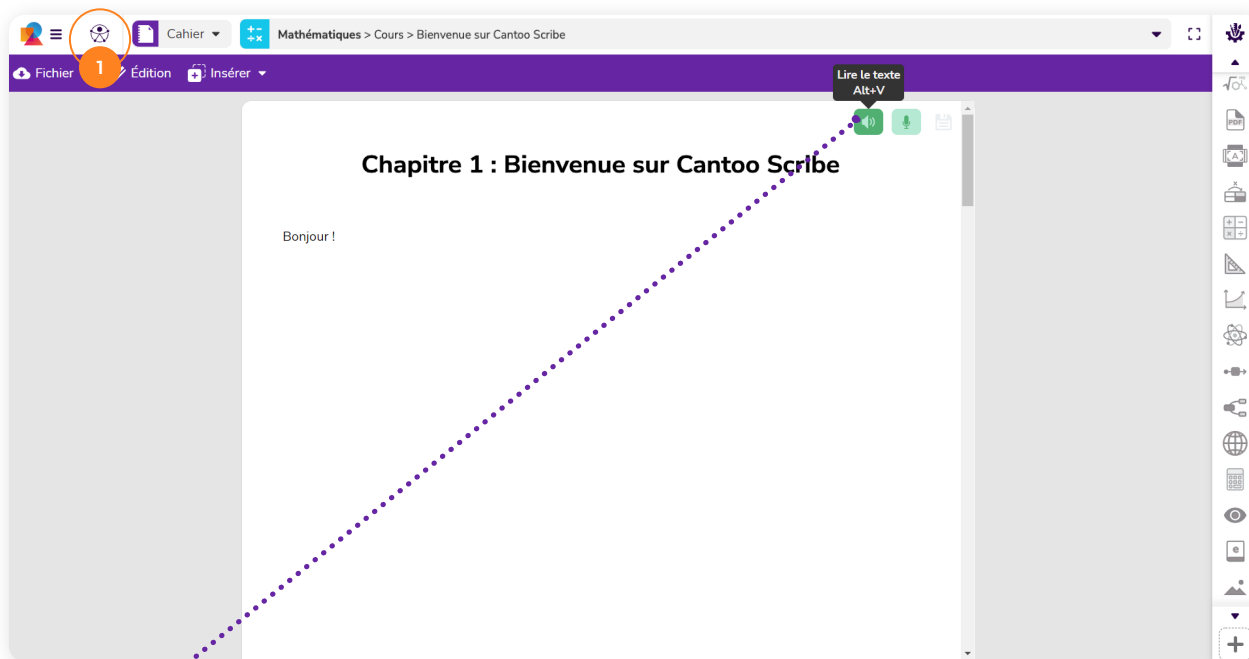 Cahier
Mathématiques > Cours > Bienvenue sur Cantoo Scribe
1
Fichier
Édition
Insérer
Lire le texte
Alt+V
Chapitre 1 : Bienvenue sur Cantoo Scribe
Bonjour !
PDF
A
e